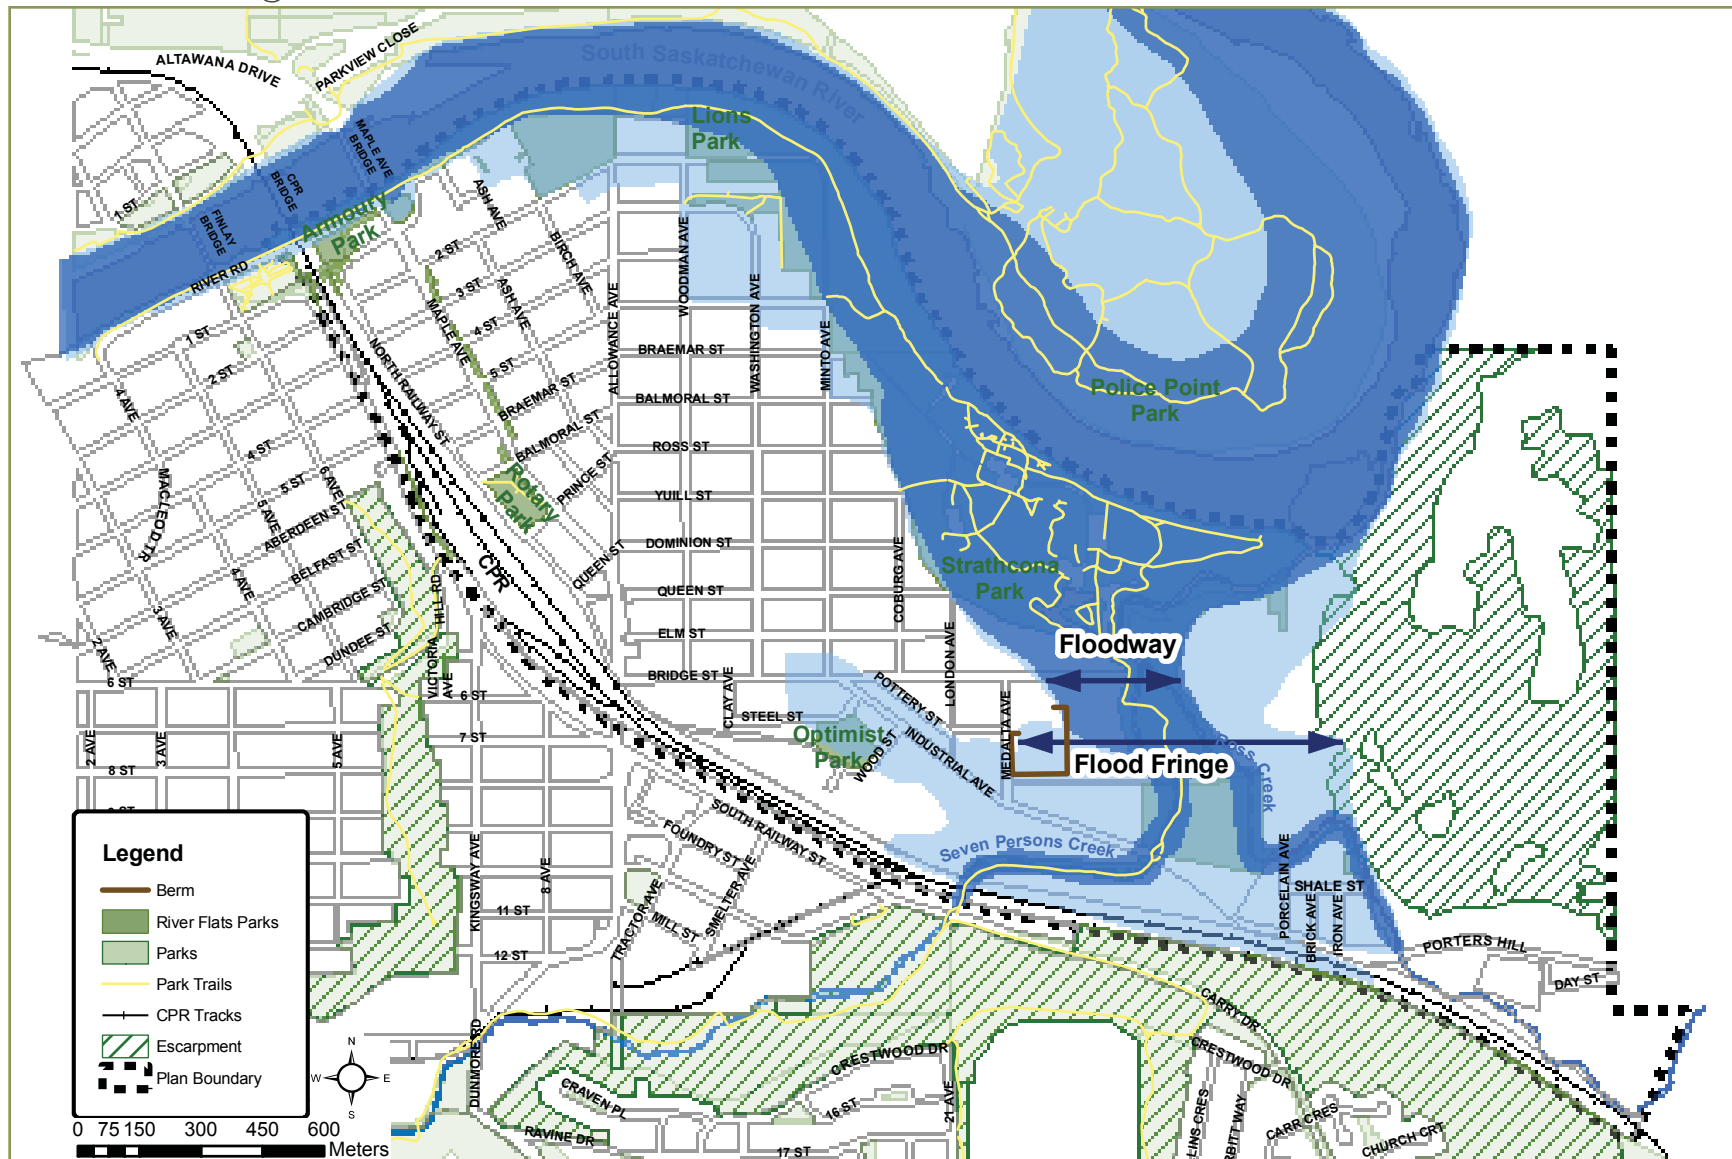 ALTAWANA DRIVE
PARKVIEW CLOSE
South Saskatchewan River
MAPLE AVE
BRIDGE
CPR
BRIDGE
FINLAY
BRIDGE
1 ST
Lions
Park
Armoury
Park
RIVER RD
ASH AVE
BIRCH AVE
2 ST
3 ST
4 ST
5 ST
ASH AVE
MAPLE AVE
BRAEMAR ST
BALMORAL ST
PRINCE ST
QUEEN ST
NORTH RAILWAY ST
Rotary
Park
1 ST
2 ST
4 AVE
4 ST
5 ST
6 AVE
5 AVE
4 AVE
3 AVE
2 AVE
MACLEOD TR
ABERDEEN ST
BELFAST ST
CAMBRIDGE ST
DUNDEE ST
VICTORIA
AVE
HILL RD
CPR
ALLOWANCE AVE
WOODMAN AVE
WASHINGTON AVE
MINTO AVE
BRAEMAR ST
BALMORAL ST
ROSS ST
YUILL ST
DOMINION ST
QUEEN ST
ELM ST
BRIDGE ST
COBURG AVE
LONDON AVE
Police Point
Park
Strathcona
Park
Floodway
Flood Fringe
Ross Creek
CLAY AVE
STEEL ST
POTTERY ST
INDUSTRIAL AVE
MEDALTA AVE
Optimist
Park
WOOD ST
6 ST
6 ST
7 ST
8 ST
2 AVE
3 AVE
5 AVE
SOUTH RAILWAY ST
FOUNDRY ST
TRACTOR AVE
SMELTER AVE
MILL ST
KINGSWAY AVE
8 AVE
11 ST
12 ST
Seven Persons Creek
PORCELAIN AVE
SHALE ST
BRICK AVE
IRON AVE
PORTERS HILL
DAY ST
CARRY DR
CRESTWOOD DR
CRESTWOOD DR
DUNMORE RD
CRAVEN PL
RAVINE DR
16 ST
17 ST
21 AVE
LINS CRES
RBITT WAY
CARR CRES
CHURCH CRT
Legend
Berm
River Flats Parks
Parks
Park Trails
CPR Tracks
Escarpment
Plan Boundary
N
W E
S
0 75 150 300 450 600
Meters